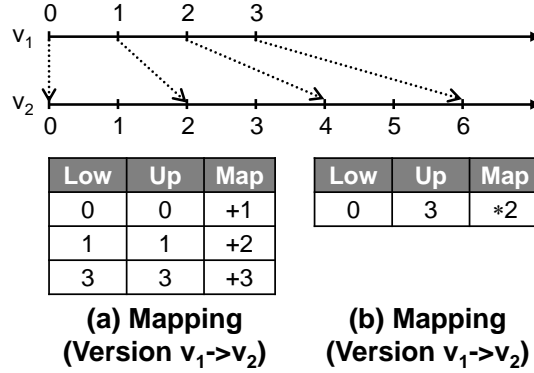 0 1 2 3
v1
v2
0 1 2 3 4 5 6
Low Up Map
0 0 +1
1 1 +2
3 3 +3
Low Up Map
0 3 *2
(a) Mapping
(Version v1->v2)
(b) Mapping
(Version v1->v2)